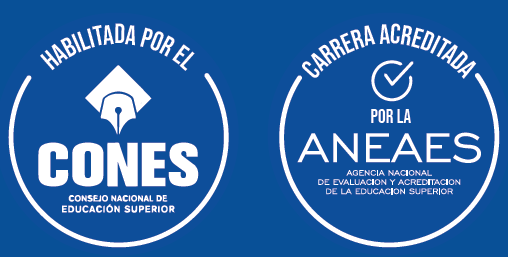 HABILITADA POR EL
CONES
CONSEJO NACIONAL DE
EDUCACIÓN SUPERIOR
CARRERA ACREDITADA
POR LA
ANEAES
AGENCIA NACIONAL
DE EVALUACION Y ACREDITACION
DE LA EDUCACION SUPERIOR